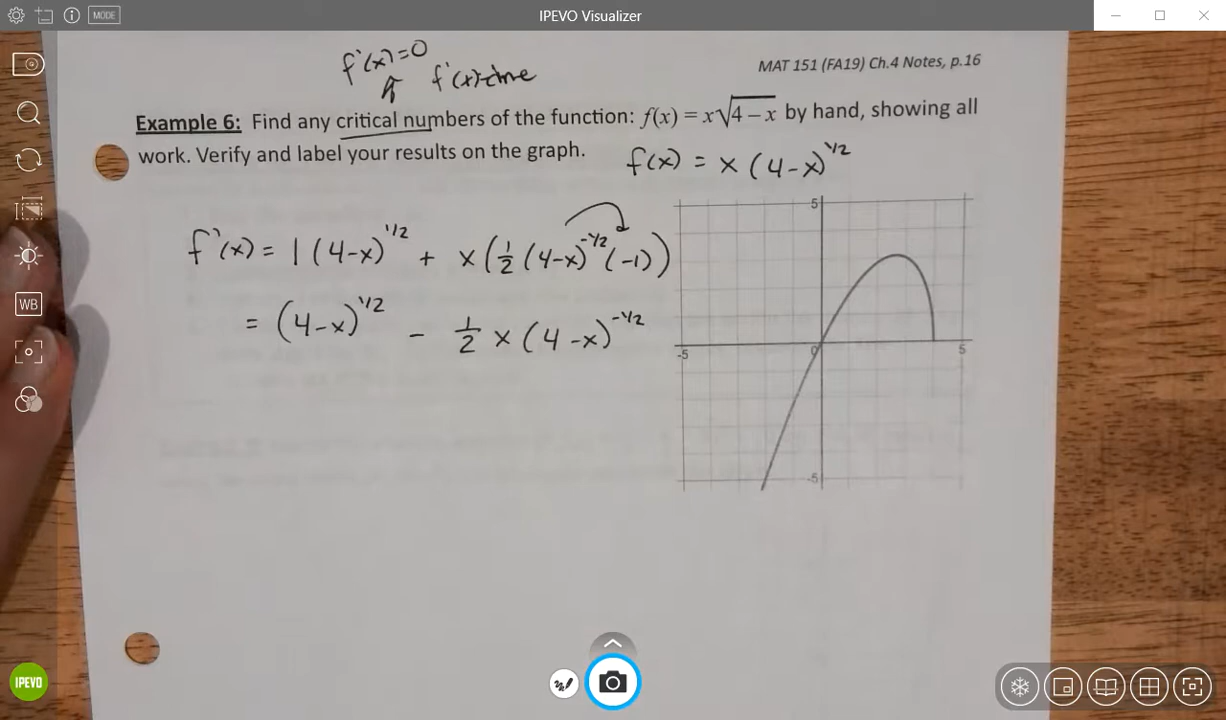 IPEVO Visualizer
MODE
f'(x)=0
f'(x) dne
MAT 151 (FA19) Ch.4 Notes, p.16
Example 6: Find any critical numbers of the function: f(x) = x√4 − x by hand, showing all
work. Verify and label your results on the graph.
f(x) = x (4-x)^1/2
f'(x) = 1 (4-x)^1/2 + x (1/2 (4-x)^-1/2 (-1))
= (4-x)^1/2 - 1/2 x (4-x)^-1/2
5
-5 0 5
-5
WB
IPEVO